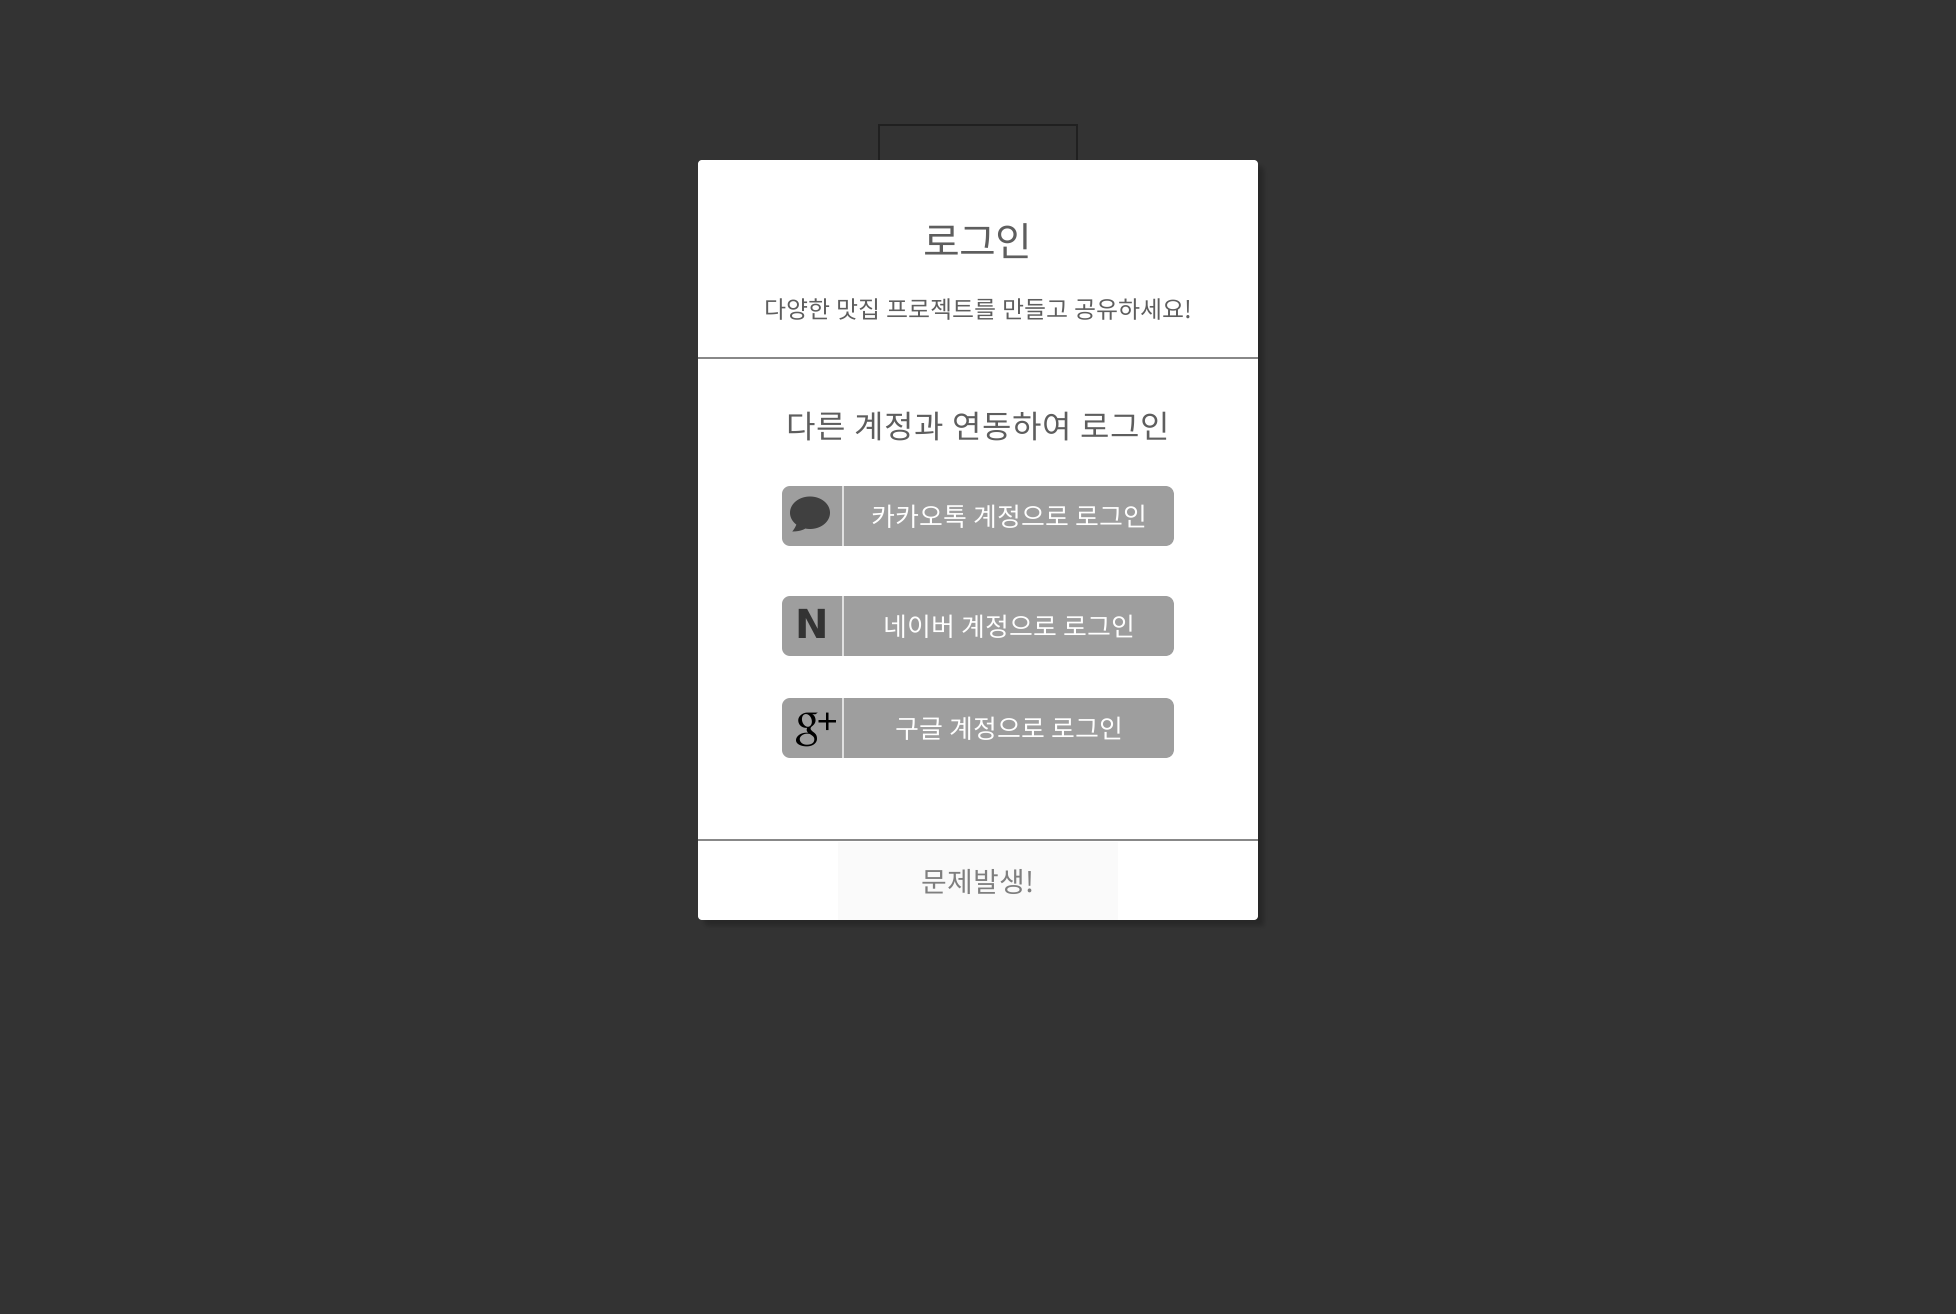 로그인
다양한 맛집 프로젝트를 만들고 공유하세요!
다른 계정과 연동하여 로그인
카카오톡 계정으로 로그인
N 네이버 계정으로 로그인
g+ 구글 계정으로 로그인
문제발생!